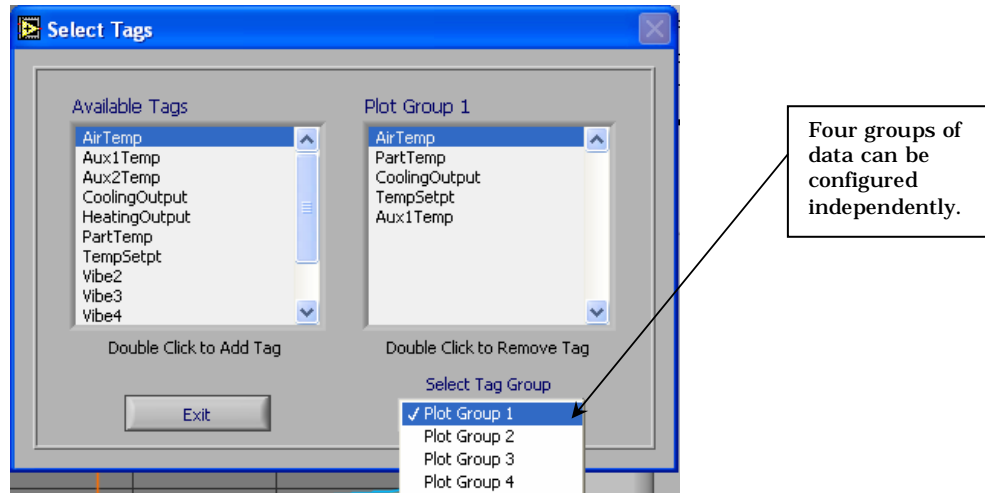 Select Tags
Available Tags
AirTemp
Aux1Temp
Aux2Temp
CoolingOutput
HeatingOutput
PartTemp
TempSetpt
Vibe2
Vibe3
Vibe4
Double Click to Add Tag
Exit
Plot Group 1
AirTemp
PartTemp
CoolingOutput
TempSetpt
Aux1Temp
Double Click to Remove Tag
Select Tag Group
✓ Plot Group 1
Plot Group 2
Plot Group 3
Plot Group 4
Four groups of
data can be
configured
independently.